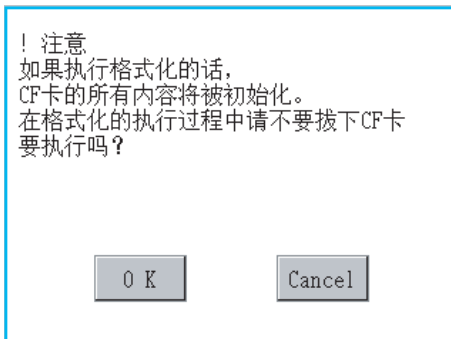 ! 注意
如果执行格式化的话，
CF卡的所有内容将被初始化。
在格式化的执行过程中请不要拔下CF卡
要执行吗？
O K
Cancel